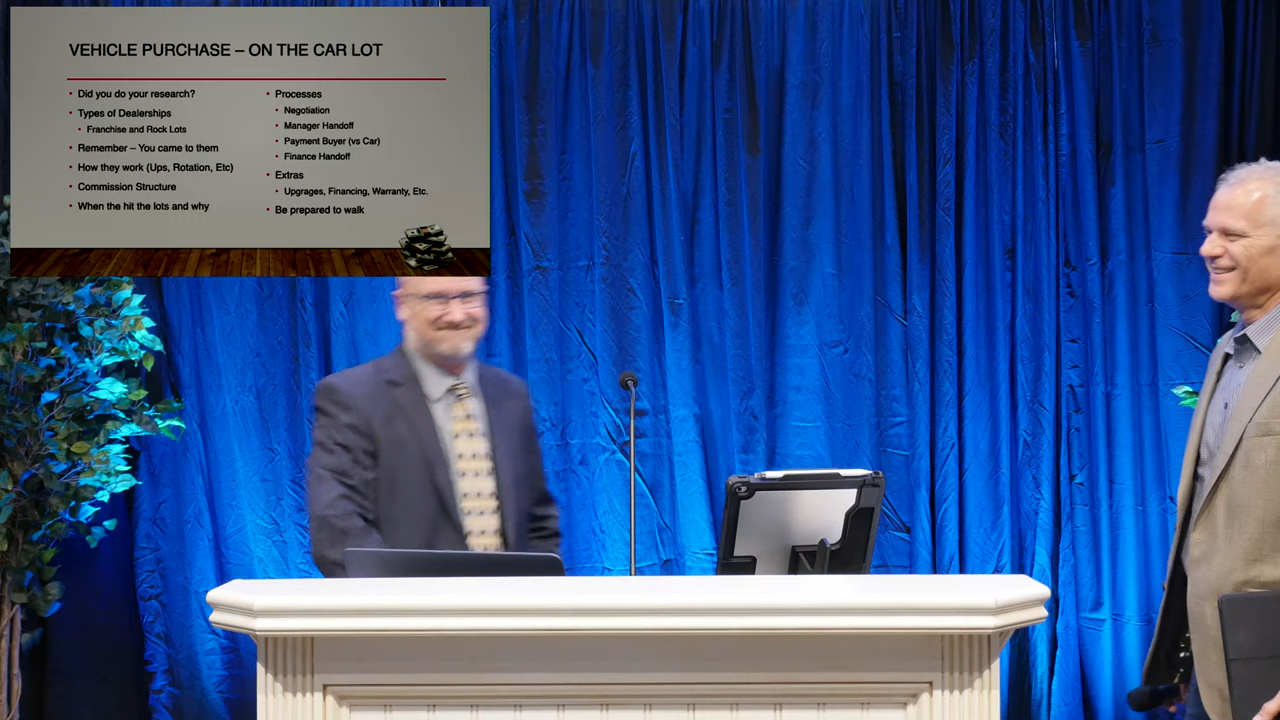 VEHICLE PURCHASE – ON THE CAR LOT
• Did you do your research?
• Types of Dealerships
• Franchise and Rock Lots
• Remember – You came to them
• How they work (Ups, Rotation, Etc)
• Commission Structure
• When the hit the lots and why
• Processes
• Negotiation
• Manager Handoff
• Payment Buyer (vs Car)
• Finance Handoff
• Extras
• Upgrages, Financing, Warranty, Etc.
• Be prepared to walk